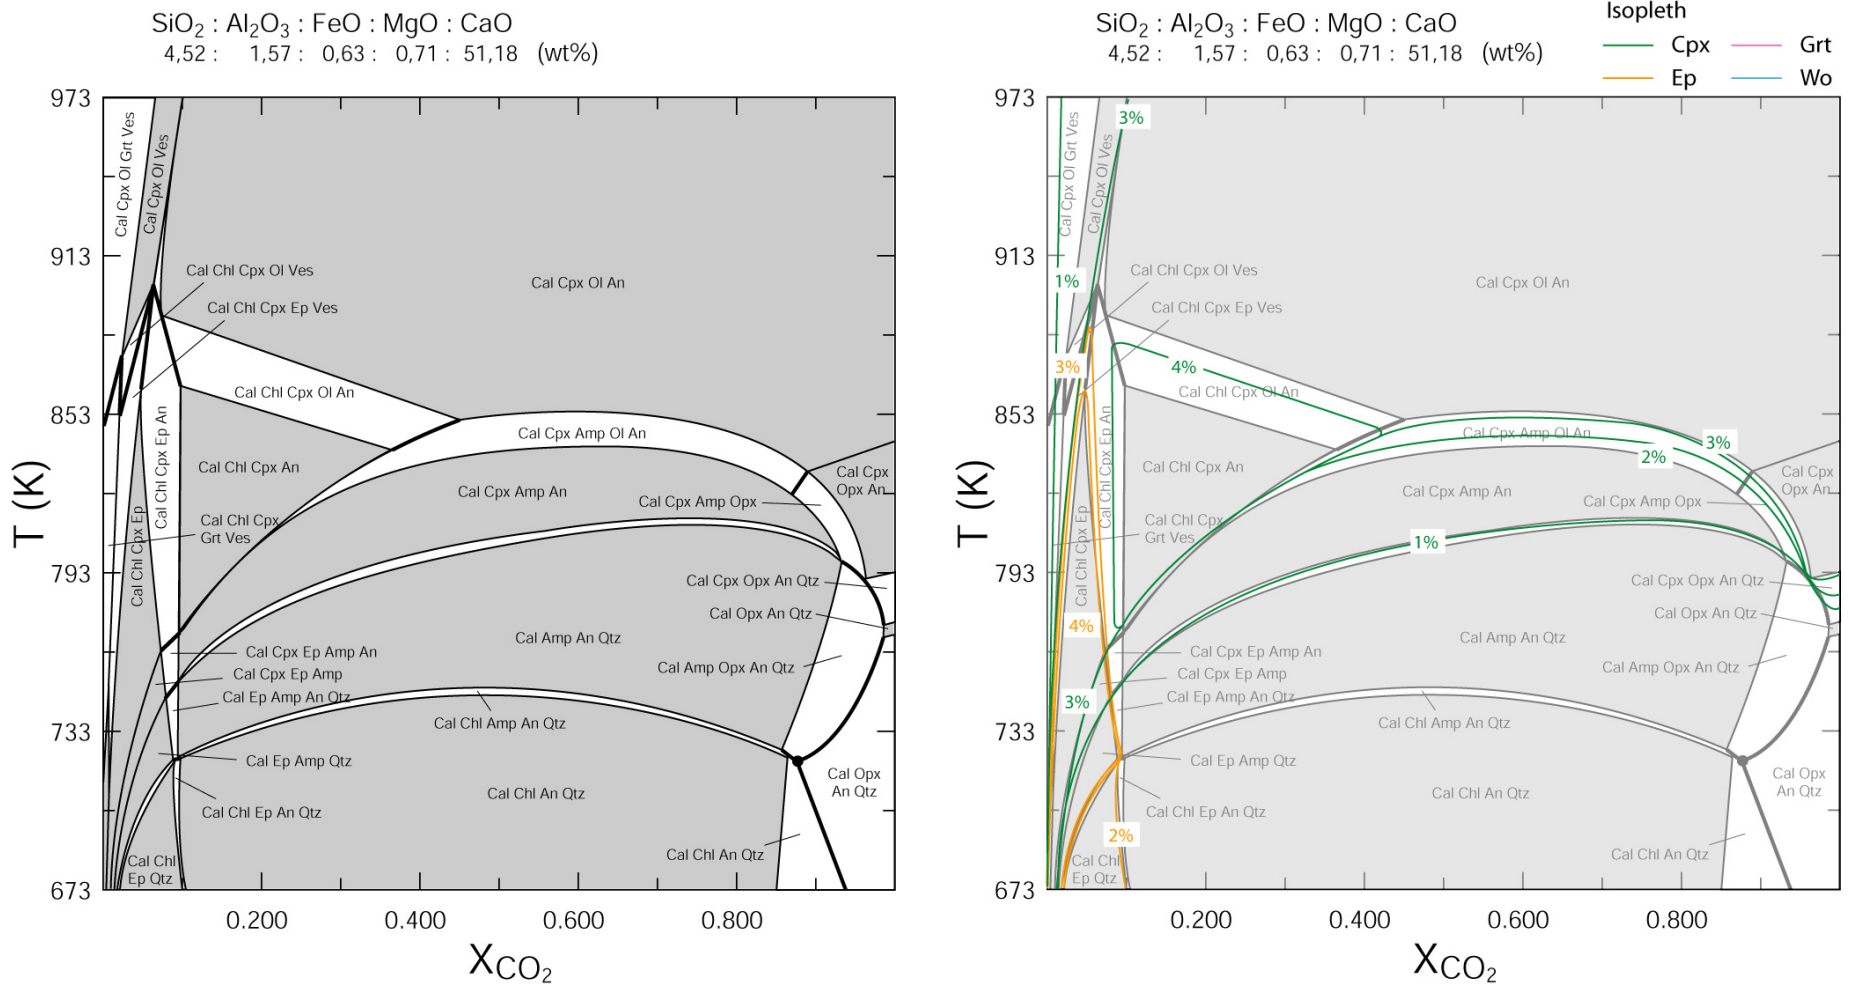 SiO₂ : Al₂O₃ : FeO : MgO : CaO
4,52 : 1,57 : 0,63 : 0,71 : 51,18 (wt%)
973
913
853
793
733
673
T (K)
0.200
0.400
0.600
0.800
X_CO₂
Cal Cpx Ol Grt Ves
Cal Cpx Ol Ves
Cal Chl Cpx Ol Ves
Cal Chl Cpx Ep Ves
Cal Cpx Ol An
Cal Chl Cpx Ol An
Cal Chl Cpx Ep An
Cal Cpx Amp Ol An
Cal Chl Cpx An
Cal Cpx
Opx An
Cal Cpx Amp An
Cal Cpx Amp Opx
Cal Chl Cpx
Grt Ves
Cal Chl Cpx Ep
Cal Cpx Opx An Qtz
Cal Opx An Qtz
Cal Amp An Qtz
Cal Cpx Ep Amp An
Cal Amp Opx An Qtz
Cal Cpx Ep Amp
Cal Ep Amp An Qtz
Cal Chl Amp An Qtz
Cal Ep Amp Qtz
Cal Opx
An Qtz
Cal Chl An Qtz
Cal Chl Ep An Qtz
Cal Chl An Qtz
Cal Chl
Ep Qtz
SiO₂ : Al₂O₃ : FeO : MgO : CaO
4,52 : 1,57 : 0,63 : 0,71 : 51,18 (wt%)
Isopleth
Cpx
Grt
Ep
Wo
973
913
853
793
733
673
T (K)
0.200
0.400
0.600
0.800
X_CO₂
3%
Cal Cpx Ol Grt Ves
Cal Cpx Ol Ves
Cal Chl Cpx Ol Ves
1%
Cal Cpx Ol An
Cal Chl Cpx Ep Ves
3%
4%
Cal Chl Cpx Ol An
Cal Chl Cpx Ep An
Cal Cpx Amp Ol An
3%
2%
Cal Chl Cpx An
Cal Cpx
Opx An
Cal Cpx Amp An
Cal Cpx Amp Opx
Cal Chl Cpx
Grt Ves
1%
Cal Chl Cpx Ep
Cal Cpx Opx An Qtz
Cal Opx An Qtz
4%
Cal Amp An Qtz
Cal Cpx Ep Amp An
Cal Amp Opx An Qtz
Cal Cpx Ep Amp
3%
Cal Ep Amp An Qtz
Cal Chl Amp An Qtz
Cal Ep Amp Qtz
Cal Opx
An Qtz
Cal Chl An Qtz
Cal Chl Ep An Qtz
2%
Cal Chl An Qtz
Cal Chl
Ep Qtz